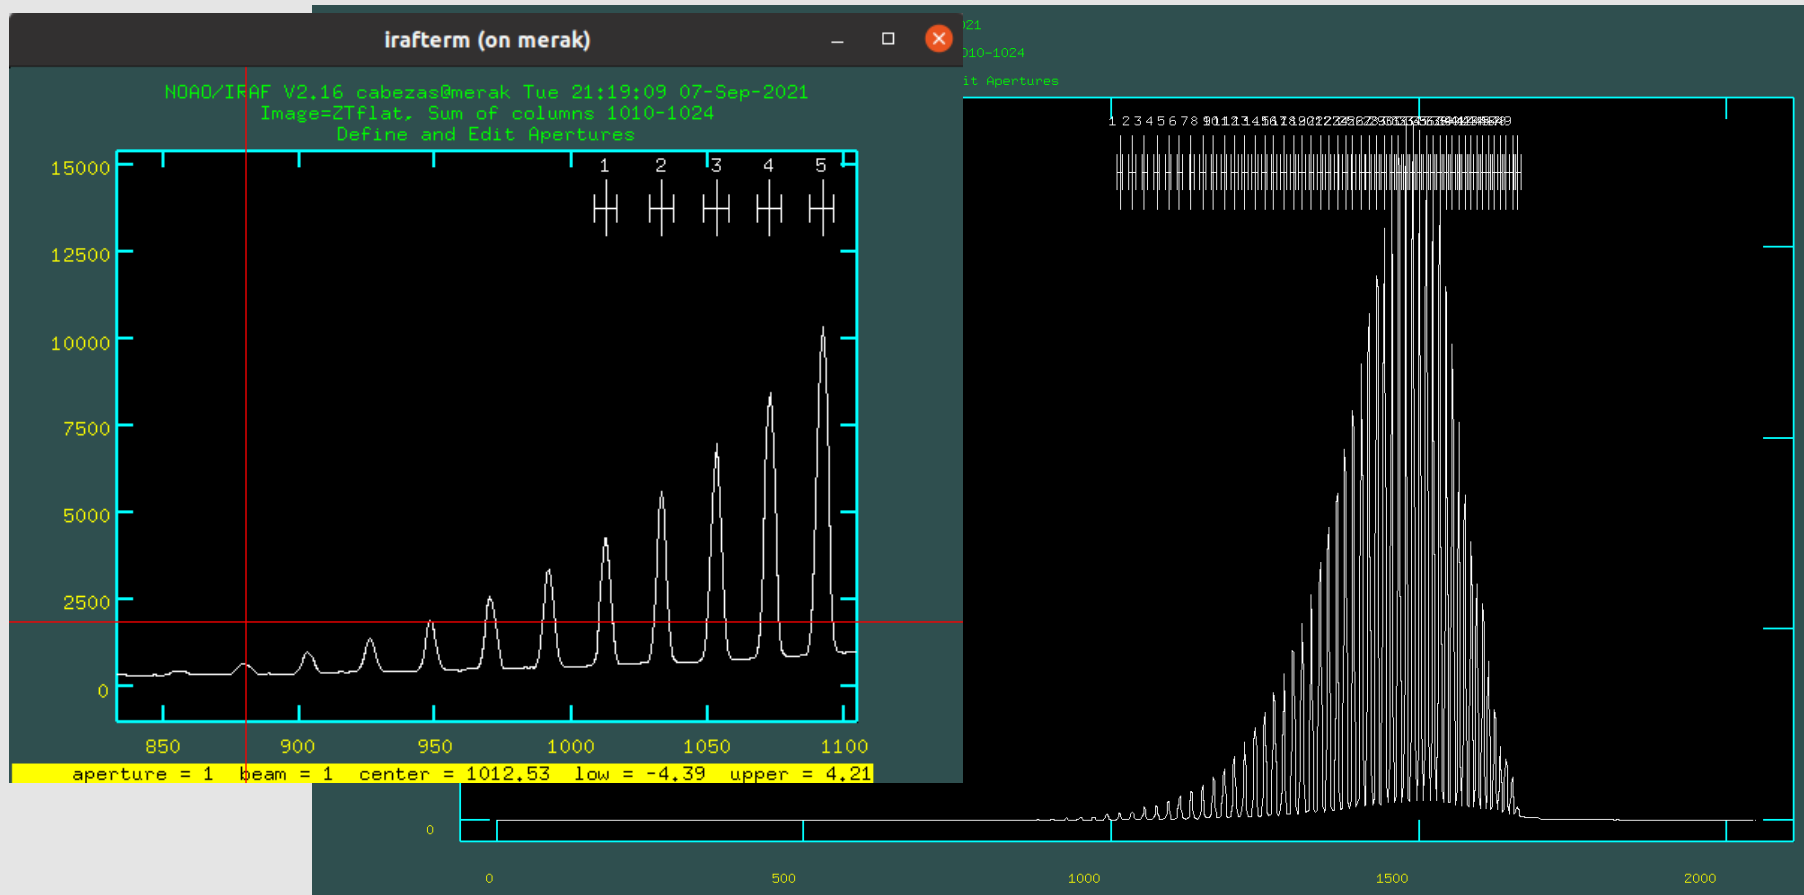 irafterm (on merak)
NOAO/IRAF V2.16 cabezas@merak Tue 21:19:09 07-Sep-2021
Image=ZTflat, Sum of columns 1010-1024
Define and Edit Apertures
15000
12500
10000
7500
5000
2500
0
1 2 3 4 5
850 900 950 1000 1050 1100
aperture = 1 beam = 1 center = 1012.53 low = -4.39 upper = 4.21
021
010-1024
it Apertures
1 2 3 4 5 6 7 8 9
0
0 500 1000 1500 2000